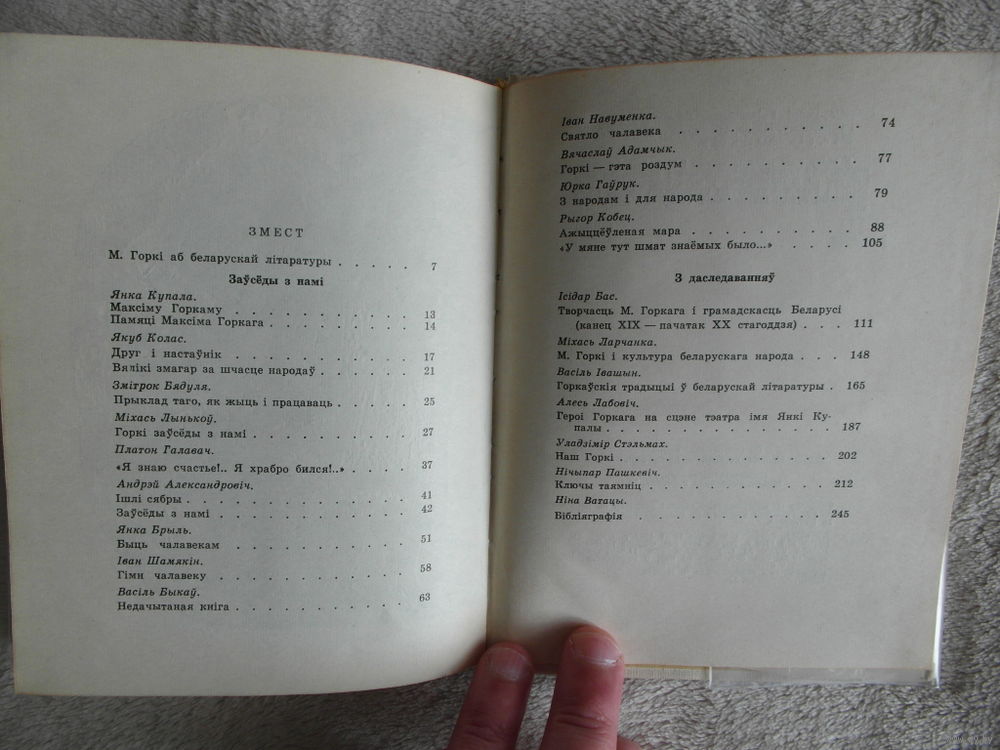 ЗМЕСТ
М. Горкі аб беларускай літаратуры . . . . . 7
Заўсёды з намі
Янка Купала.
Максіму Горкаму . . . . . . . . . . 13
Памяці Максіма Горкага . . . . . . . . 14
Якуб Колас.
Друг і настаўнік . . . . . . . . . . 17
Вялікі змагар за шчасце народаў . . . . . 21
Змітрок Бядуля.
Прыклад таго, як жыць і працаваць . . . . . 25
Міхась Лынькоў.
Горкі заўсёды з намі . . . . . . . . . 27
Платон Галавач.
«Я знаю счастье!.. Я храбро бился!..» . . . . 37
Андрэй Александровіч.
Ішлі сябры . . . . . . . . . . . . 41
Заўсёды з намі . . . . . . . . . . . 42
Янка Брыль.
Быць чалавекам . . . . . . . . . . 51
Іван Шамякін.
Гімн чалавеку . . . . . . . . . . . 58
Васіль Быкаў.
Недачытаная кніга . . . . . . . . . . 63
Іван Навуменка.
Святло чалавека . . . . . . . . . . 74
Вячаслаў Адамчык.
Горкі — гэта роздум . . . . . . . . . 77
Юрка Гаўрук.
З народам і для народа . . . . . . . . 79
Рыгор Кобец.
Ажыццёўленая мара . . . . . . . . . 88
«У мяне тут шмат знаёмых было...» . . . . 105
З даследаванняў
Ісідар Бас.
Творчасць М. Горкага і грамадскасць Беларусі
(канец XIX — пачатак XX стагоддзя) . . . 111
Міхась Ларчанка.
М. Горкі і культура беларускага народа . . . 148
Васіль Івашын.
Горкаўскія традыцыі ў беларускай літаратуры . 165
Алесь Лабовіч.
Героі Горкага на сцэне тэатра імя Янкі Ку-
палы . . . . . . . . . . . . . . 187
Уладзімір Стэльмах.
Наш Горкі . . . . . . . . . . . . 202
Нічыпар Пашкевіч.
Ключы таямніц . . . . . . . . . . 212
Ніна Ватацы.
Бібліяграфія . . . . . . . . . . . 245